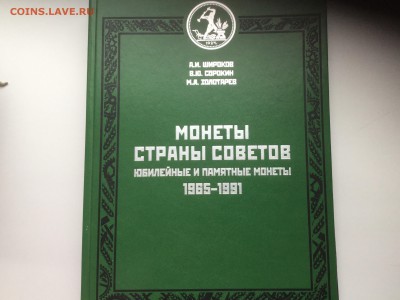 COINS.LAVE.RU
А.И. ШИРОКОВ
В.Ю. СОРОКИН
М.А. ЗОЛОТАРЕВ
МОНЕТЫ
СТРАНЫ СОВЕТОВ
ЮБИЛЕЙНЫЕ И ПАМЯТНЫЕ МОНЕТЫ
1965–1991